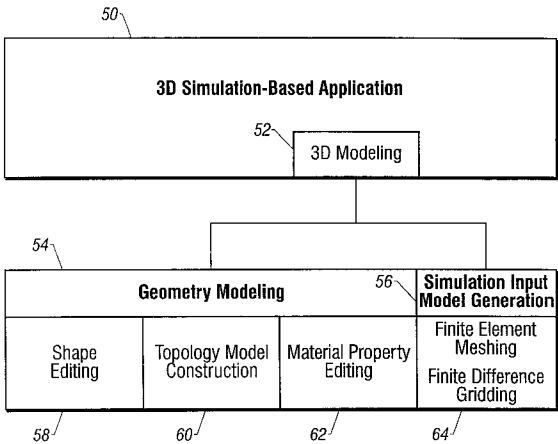 50
3D Simulation-Based Application
52
3D Modeling
54
Geometry Modeling
56
Simulation Input
Model Generation
Shape
Editing
Topology Model
Construction
Material Property
Editing
Finite Element
Meshing
Finite Difference
Gridding
58
60
62
64